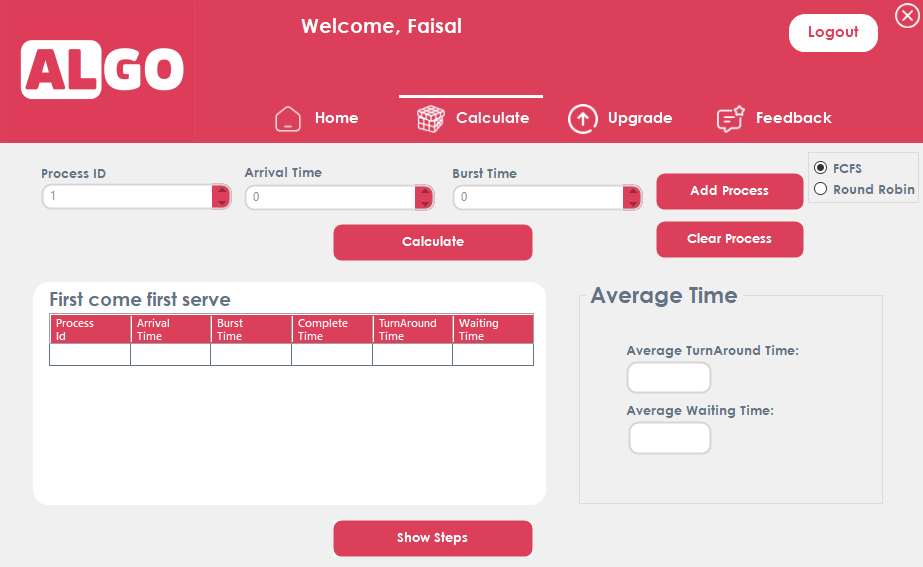 Welcome, Faisal
Logout
ALGO
Home
Calculate
Upgrade
Feedback
Process ID
Arrival Time
Burst Time
1
0
0
Add Process
FCFS
Round Robin
Calculate
Clear Process
First come first serve
Process
Id
Arrival
Time
Burst
Time
Complete
Time
TurnAround
Time
Waiting
Time
Average Time
Average TurnAround Time:
Average Waiting Time:
Show Steps